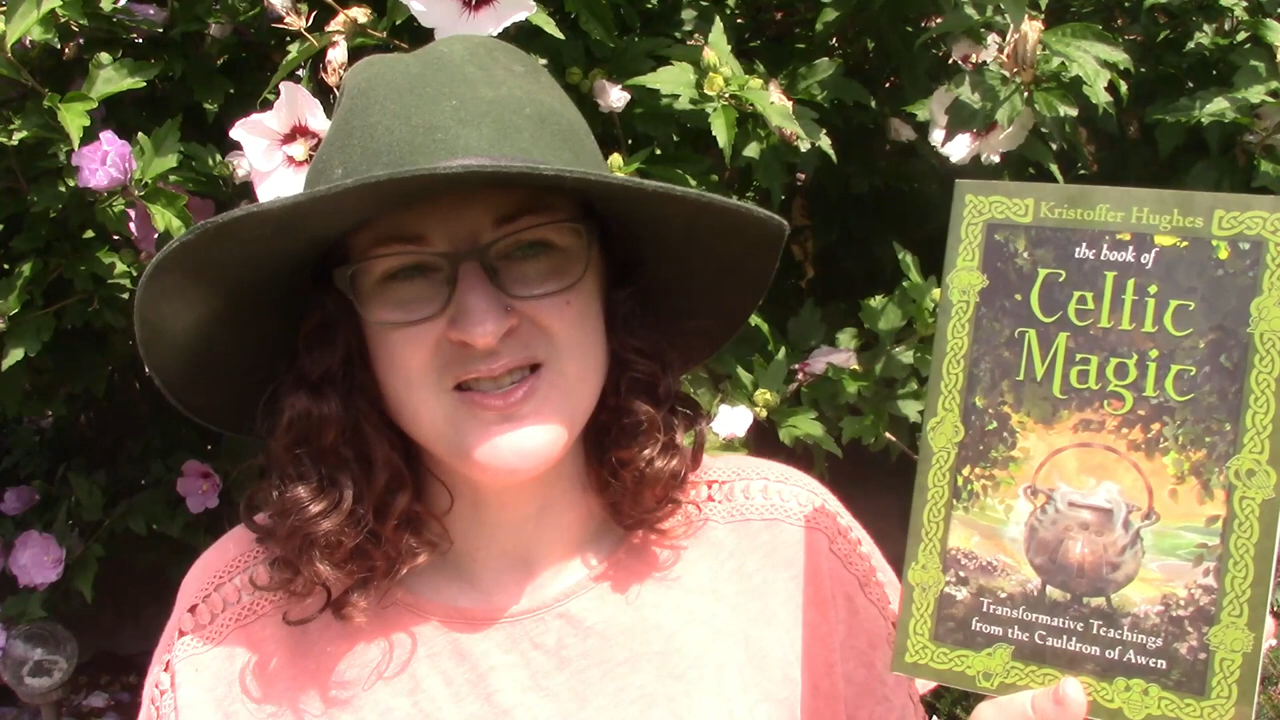 Kristoffer Hughes
the book of
Celtic
Magic
Transformative Teachings
from the Cauldron of Awen